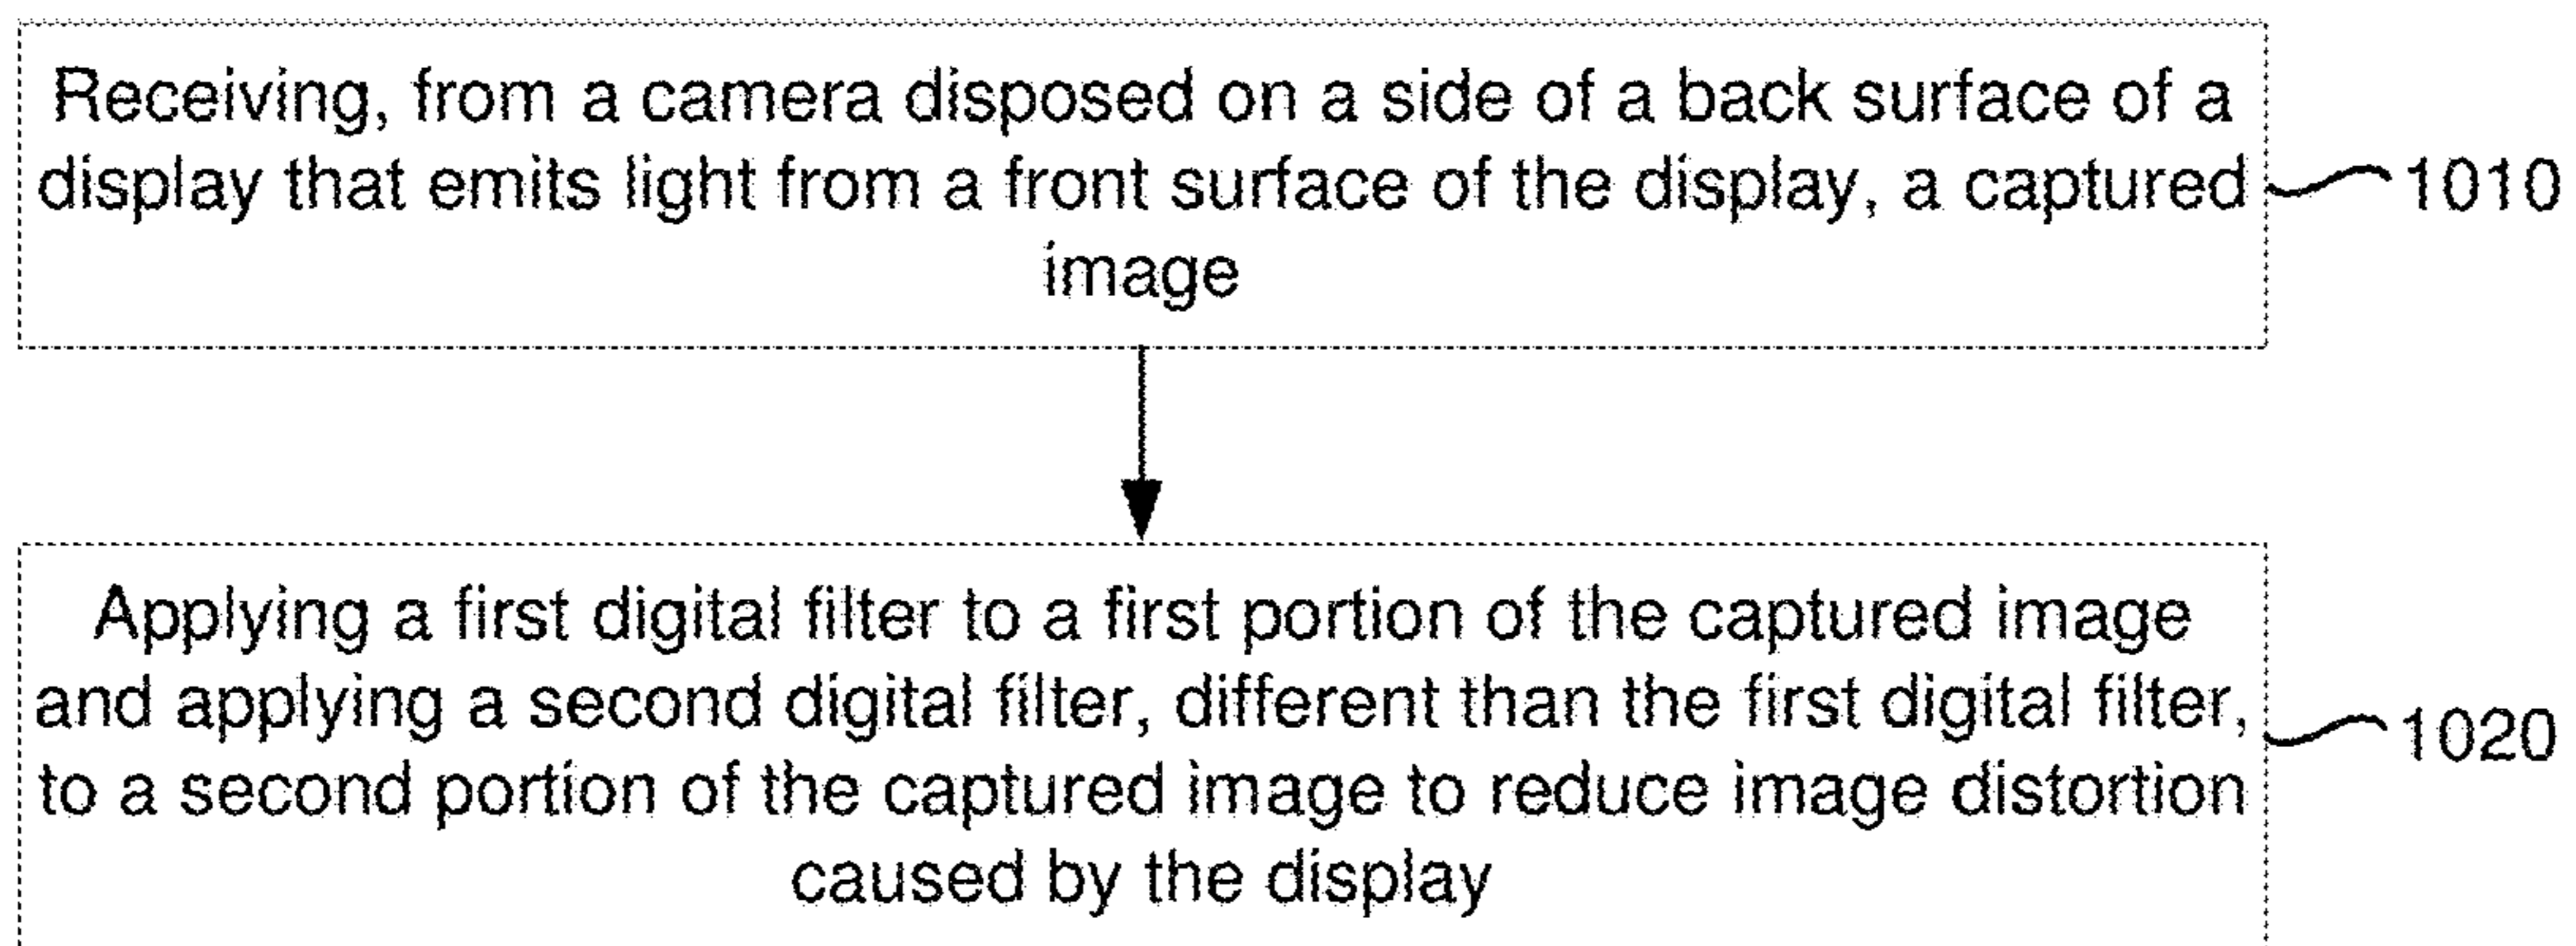 Receiving, from a camera disposed on a side of a back surface of a
display that emits light from a front surface of the display, a captured
image
1010
Applying a first digital filter to a first portion of the captured image
and applying a second digital filter, different than the first digital filter,
to a second portion of the captured image to reduce image distortion
caused by the display
1020